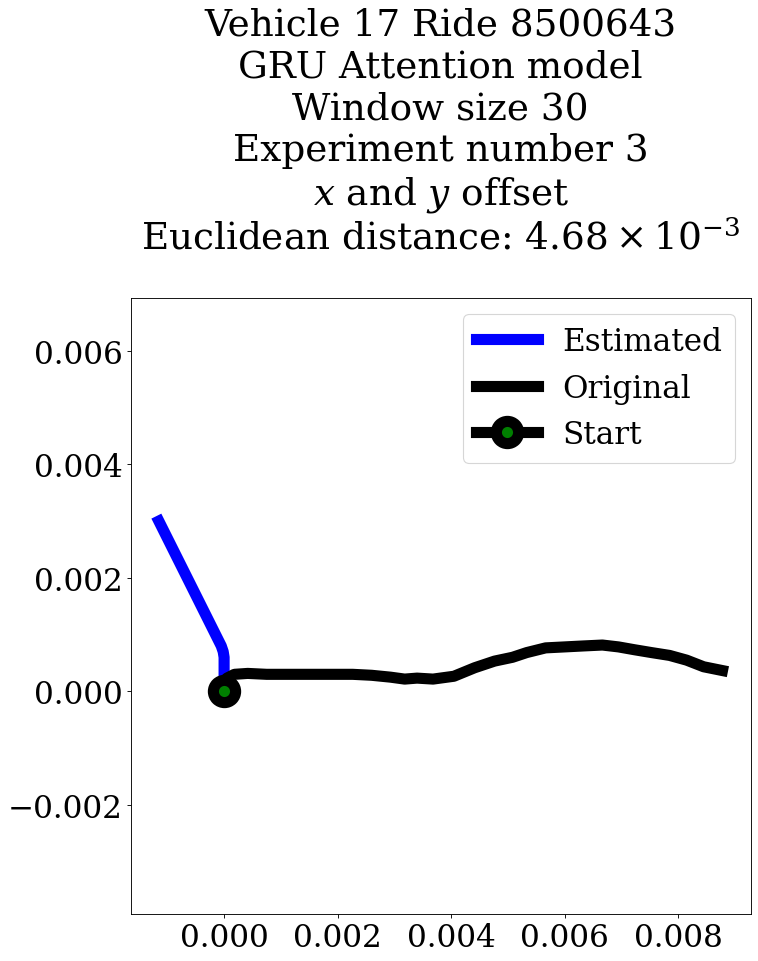 Vehicle 17 Ride 8500643
GRU Attention model
Window size 30
Experiment number 3
x and y offset
Euclidean distance: 4.68 × 10⁻³
Estimated
Original
Start
0.006
0.004
0.002
0.000
−0.002
0.000 0.002 0.004 0.006 0.008